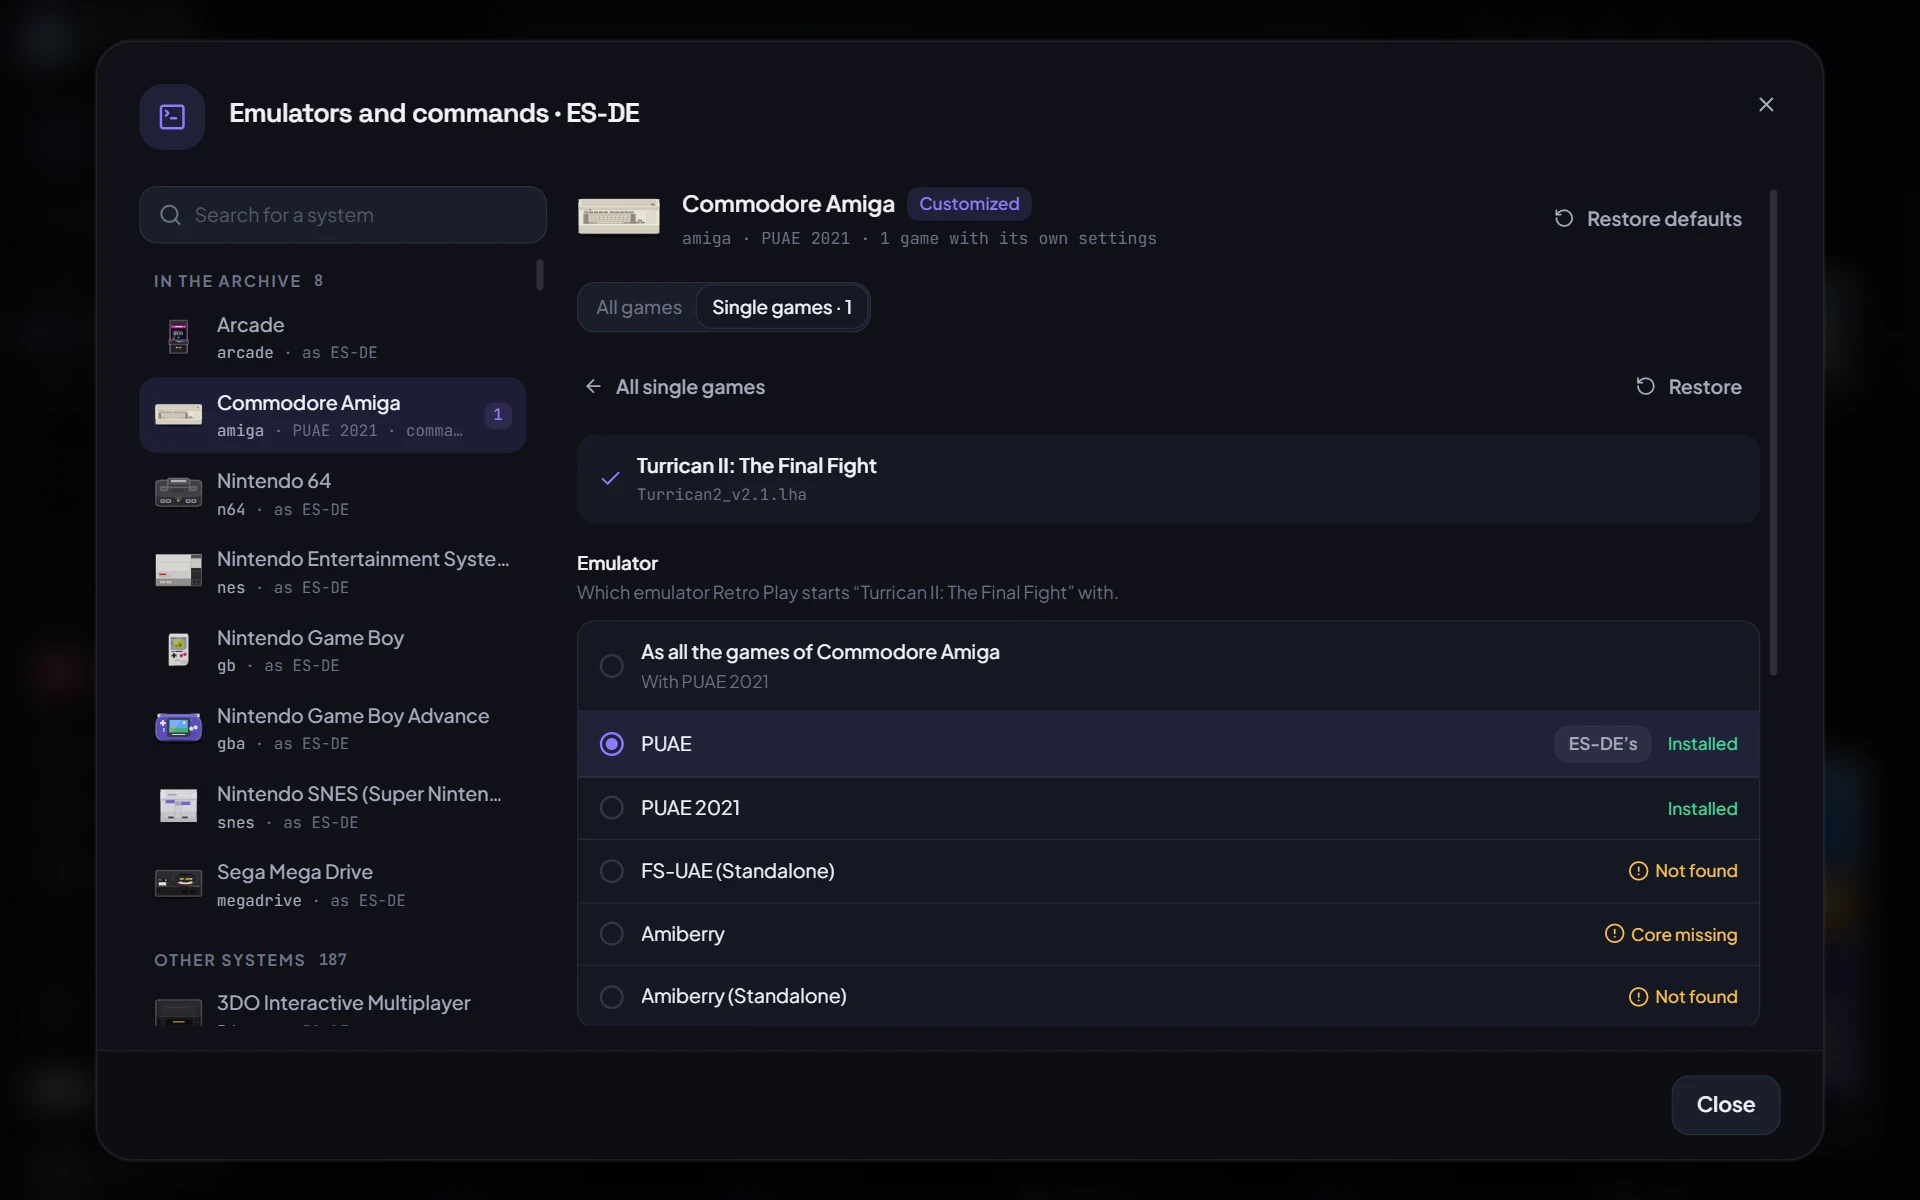 Emulators and commands · ES-DE
Search for a system
IN THE ARCHIVE 8
Arcade
arcade · as ES-DE
Commodore Amiga
amiga · PUAE 2021 · comma…
1
Nintendo 64
n64 · as ES-DE
Nintendo Entertainment Syste…
nes · as ES-DE
Nintendo Game Boy
gb · as ES-DE
Nintendo Game Boy Advance
gba · as ES-DE
Nintendo SNES (Super Ninten…
snes · as ES-DE
Sega Mega Drive
megadrive · as ES-DE
OTHER SYSTEMS 187
3DO Interactive Multiplayer
Commodore Amiga Customized
amiga · PUAE 2021 · 1 game with its own settings
Restore defaults
All games Single games · 1
All single games
Restore
Turrican II: The Final Fight
Turrican2_v2.1.lha
Emulator
Which emulator Retro Play starts “Turrican II: The Final Fight” with.
As all the games of Commodore Amiga
With PUAE 2021
PUAE ES-DE’s Installed
PUAE 2021 Installed
FS-UAE (Standalone) Not found
Amiberry Core missing
Amiberry (Standalone) Not found
Close